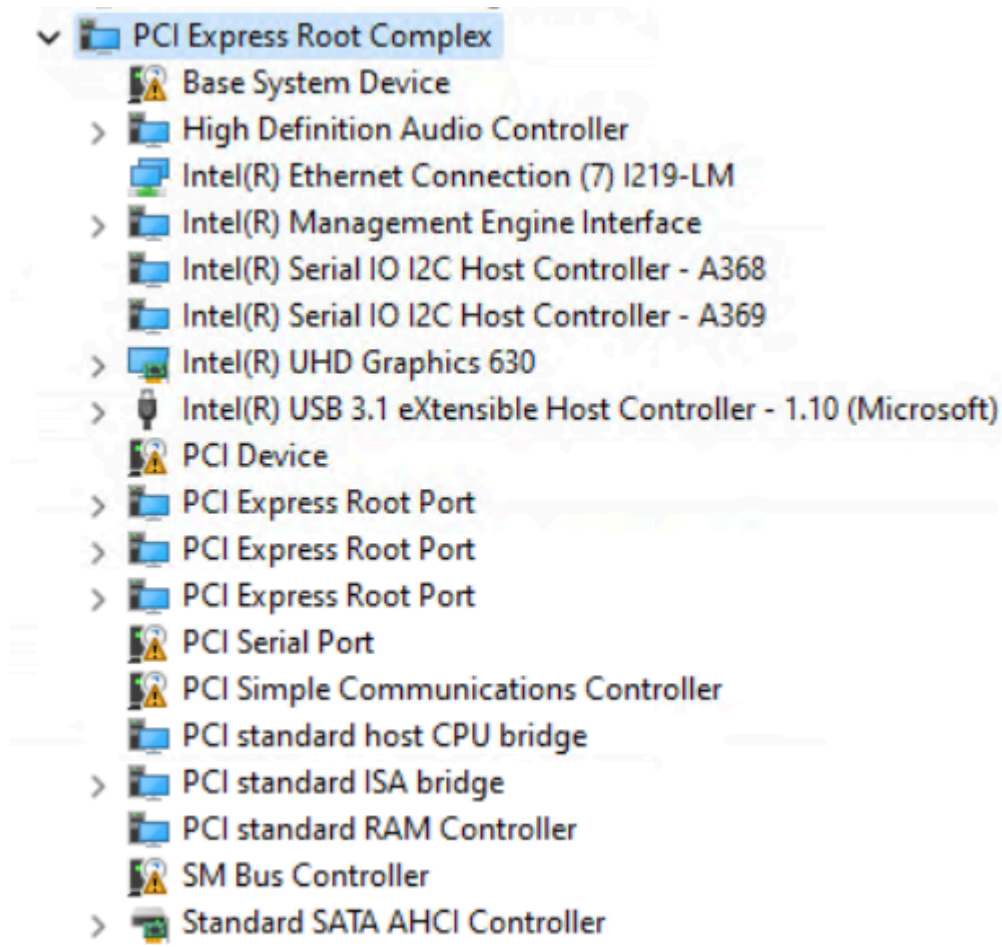 PCI Express Root Complex
Base System Device
High Definition Audio Controller
Intel(R) Ethernet Connection (7) I219-LM
Intel(R) Management Engine Interface
Intel(R) Serial IO I2C Host Controller - A368
Intel(R) Serial IO I2C Host Controller - A369
Intel(R) UHD Graphics 630
Intel(R) USB 3.1 eXtensible Host Controller - 1.10 (Microsoft)
PCI Device
PCI Express Root Port
PCI Express Root Port
PCI Express Root Port
PCI Serial Port
PCI Simple Communications Controller
PCI standard host CPU bridge
PCI standard ISA bridge
PCI standard RAM Controller
SM Bus Controller
Standard SATA AHCI Controller